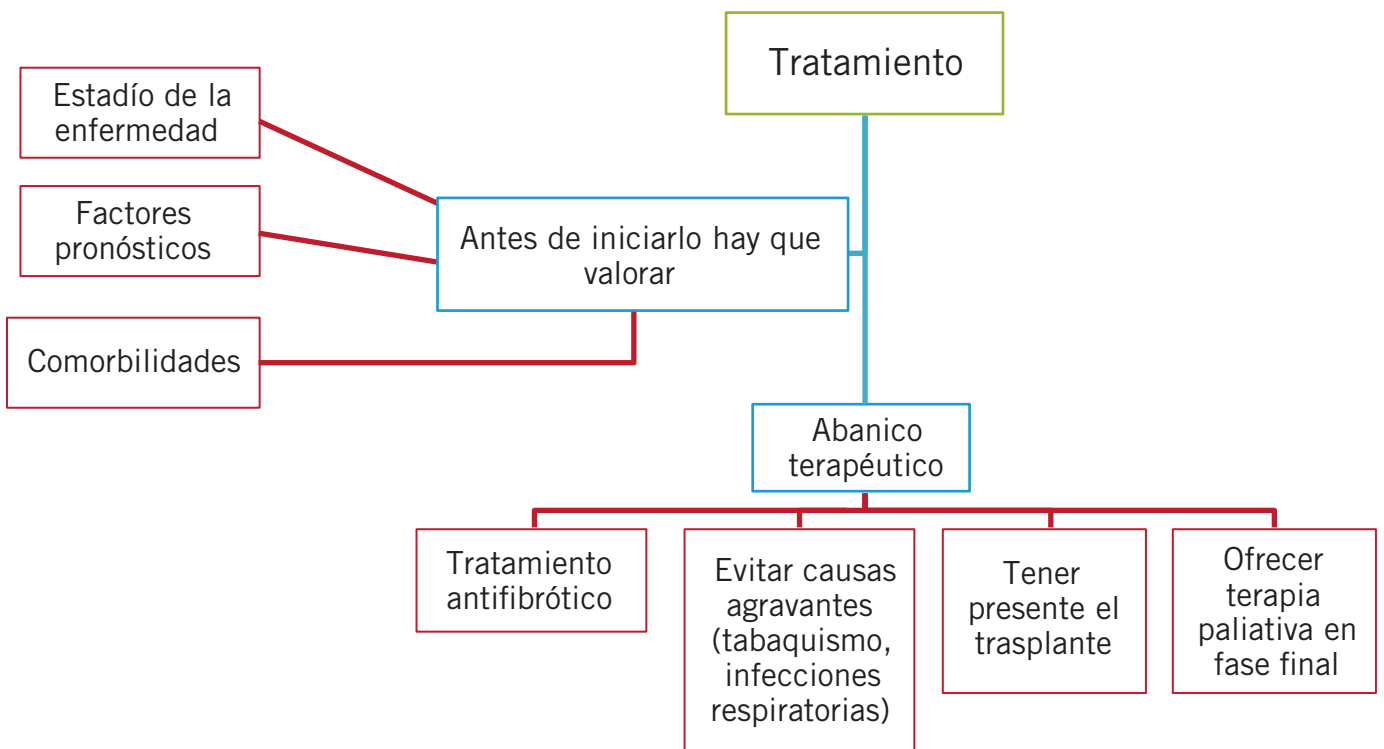 Tratamiento
Estadío de la
enfermedad
Factores
pronósticos
Antes de iniciarlo hay que
valorar
Comorbilidades
Abanico
terapéutico
Tratamiento
antifibrótico
Evitar causas
agravantes
(tabaquismo,
infecciones
respiratorias)
Tener
presente el
trasplante
Ofrecer
terapia
paliativa en
fase final